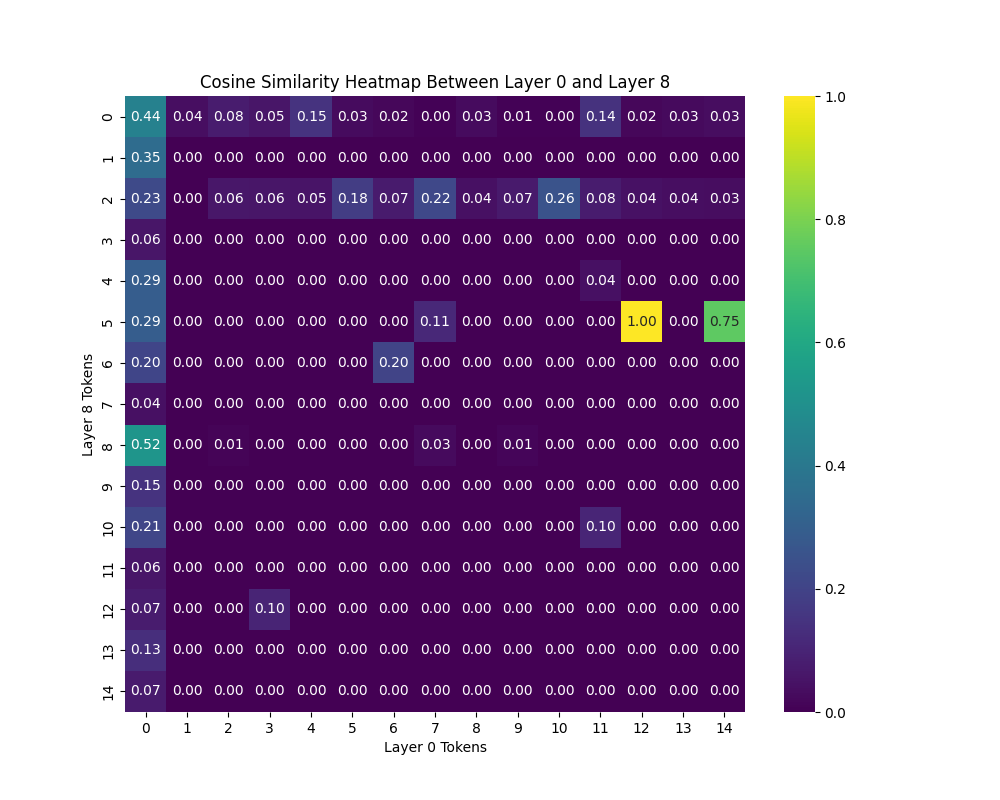 Cosine Similarity Heatmap Between Layer 0 and Layer 8
0 0.44 0.04 0.08 0.05 0.15 0.03 0.02 0.00 0.03 0.01 0.00 0.14 0.02 0.03 0.03
1 0.35 0.00 0.00 0.00 0.00 0.00 0.00 0.00 0.00 0.00 0.00 0.00 0.00 0.00 0.00
2 0.23 0.00 0.06 0.06 0.05 0.18 0.07 0.22 0.04 0.07 0.26 0.08 0.04 0.04 0.03
3 0.06 0.00 0.00 0.00 0.00 0.00 0.00 0.00 0.00 0.00 0.00 0.00 0.00 0.00 0.00
4 0.29 0.00 0.00 0.00 0.00 0.00 0.00 0.00 0.00 0.00 0.00 0.04 0.00 0.00 0.00
5 0.29 0.00 0.00 0.00 0.00 0.00 0.00 0.11 0.00 0.00 0.00 0.00 1.00 0.00 0.75
6 0.20 0.00 0.00 0.00 0.00 0.00 0.20 0.00 0.00 0.00 0.00 0.00 0.00 0.00 0.00
7 0.04 0.00 0.00 0.00 0.00 0.00 0.00 0.00 0.00 0.00 0.00 0.00 0.00 0.00 0.00
8 0.52 0.00 0.01 0.00 0.00 0.00 0.00 0.03 0.00 0.01 0.00 0.00 0.00 0.00 0.00
9 0.15 0.00 0.00 0.00 0.00 0.00 0.00 0.00 0.00 0.00 0.00 0.00 0.00 0.00 0.00
10 0.21 0.00 0.00 0.00 0.00 0.00 0.00 0.00 0.00 0.00 0.00 0.10 0.00 0.00 0.00
11 0.06 0.00 0.00 0.00 0.00 0.00 0.00 0.00 0.00 0.00 0.00 0.00 0.00 0.00 0.00
12 0.07 0.00 0.00 0.10 0.00 0.00 0.00 0.00 0.00 0.00 0.00 0.00 0.00 0.00 0.00
13 0.13 0.00 0.00 0.00 0.00 0.00 0.00 0.00 0.00 0.00 0.00 0.00 0.00 0.00 0.00
14 0.07 0.00 0.00 0.00 0.00 0.00 0.00 0.00 0.00 0.00 0.00 0.00 0.00 0.00 0.00
0 1 2 3 4 5 6 7 8 9 10 11 12 13 14
Layer 0 Tokens
Layer 8 Tokens
1.0
0.8
0.6
0.4
0.2
0.0